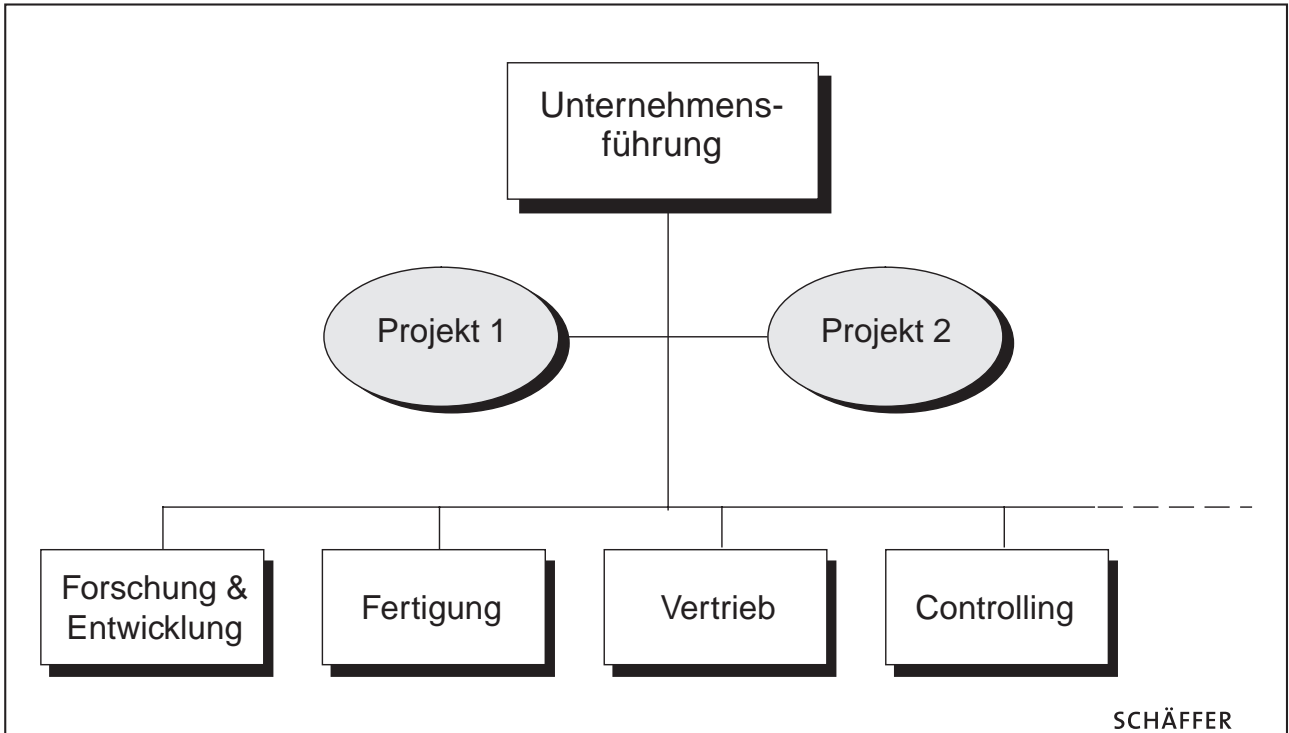 Unternehmens-
führung
Projekt 1
Projekt 2
Forschung &
Entwicklung
Fertigung
Vertrieb
Controlling
SCHÄFFER